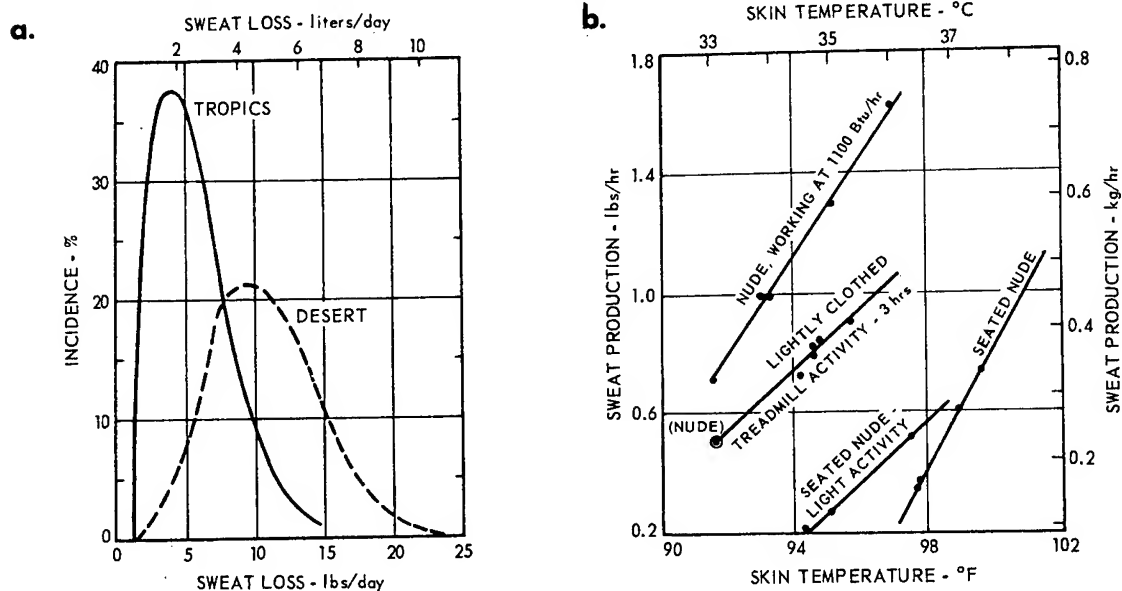 a.
SWEAT LOSS - liters/day
2 4 6 8 10
40
30
20
10
0
INCIDENCE - %
TROPICS
DESERT
0 5 10 15 20 25
SWEAT LOSS - lbs/day
b.
SKIN TEMPERATURE - °C
33 35 37
1.8
1.4
1.0
0.6
0.2
SWEAT PRODUCTION - lbs/hr
NUDE, WORKING AT 1100 Btu/hr
LIGHTLY CLOTHED
TREADMILL ACTIVITY - 3 hrs
(NUDE)
SEATED NUDE -
LIGHT ACTIVITY
SEATED NUDE
0.8
0.6
0.4
0.2
SWEAT PRODUCTION - kg/hr
90 94 98 102
SKIN TEMPERATURE - °F